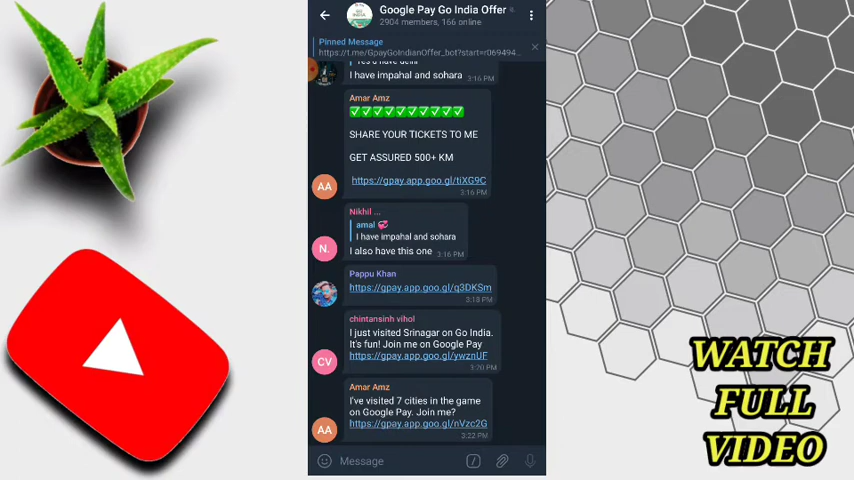 Google Pay Go India Offer
2904 members, 166 online
Pinned Message
https://t.me/GpayGoIndianOffer_bot?start=r069494...
Yes u have delhi
I have impahal and sohara
3:16 PM
Amar Amz
✅✅✅✅✅✅✅✅✅✅
SHARE YOUR TICKETS TO ME
GET ASSURED 500+ KM
https://gpay.app.goo.gl/tiXG9C
AA
3:16 PM
Nikhil ...
amal 💞
I have impahal and sohara
I also have this one 3:16 PM
N.
Pappu Khan
https://gpay.app.goo.gl/q3DKSm
3:18 PM
chintansinh vihol
I just visited Srinagar on Go India.
It's fun! Join me on Google Pay
https://gpay.app.goo.gl/ywznUF
CV
3:20 PM
Amar Amz
I've visited 7 cities in the game
on Google Pay. Join me?
https://gpay.app.goo.gl/nVzc2G
AA
3:22 PM
Message
WATCH
FULL
VIDEO